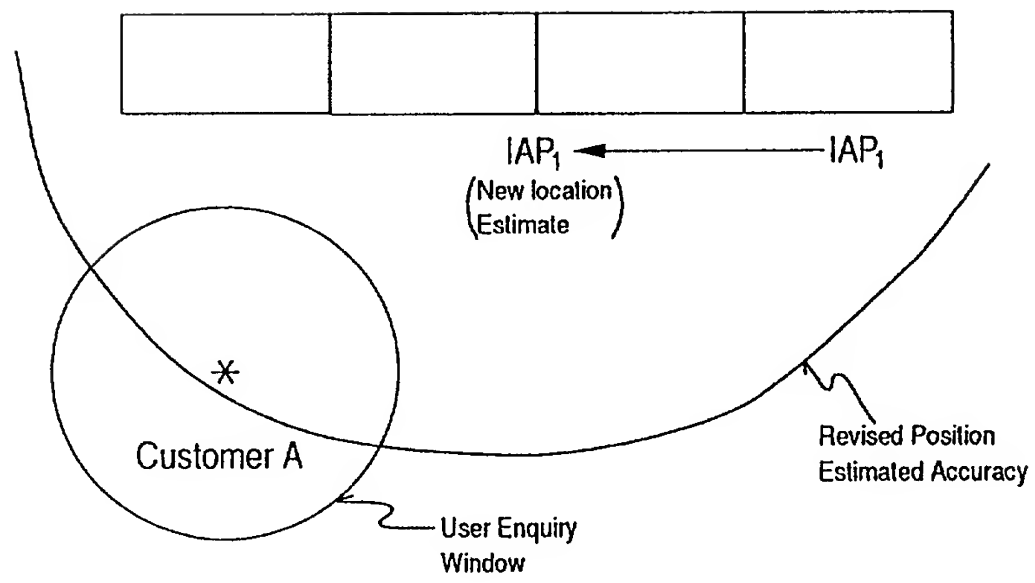 IAP₁ IAP₁
(New location
Estimate)
Customer A
Revised Position
Estimated Accuracy
User Enquiry
Window